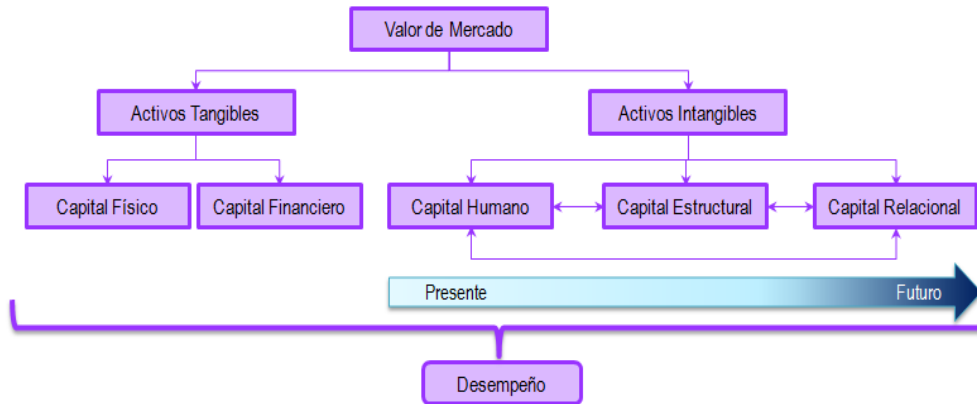 Valor de Mercado
Activos Tangibles
Activos Intangibles
Capital Físico
Capital Financiero
Capital Humano
Capital Estructural
Capital Relacional
Presente
Futuro
Desempeño